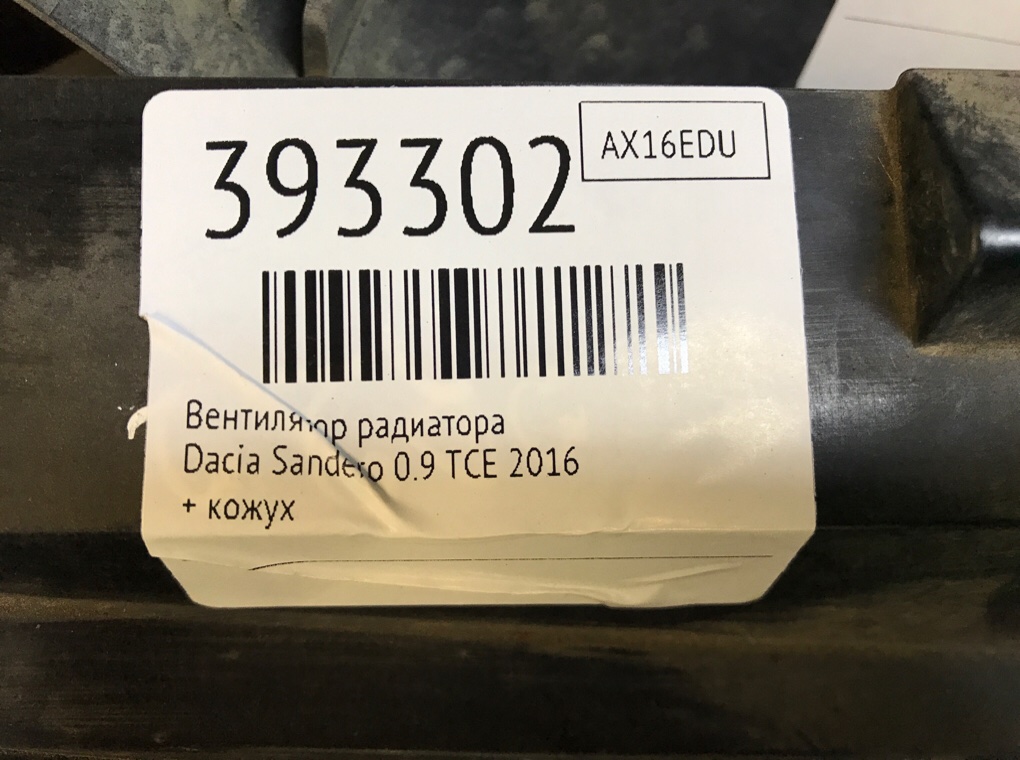 393302
AX16EDU
Вентилятор радиатора
Dacia Sandero 0.9 TCE 2016
+ кожух